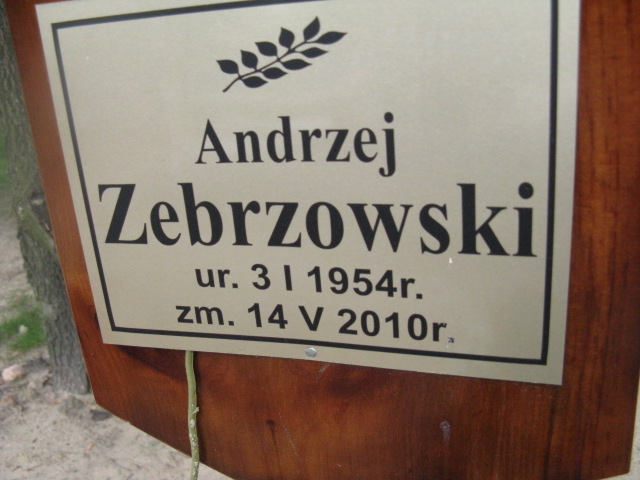 Andrzej
Zebrzowski
ur. 3 I 1954r.
zm. 14 V 2010r.